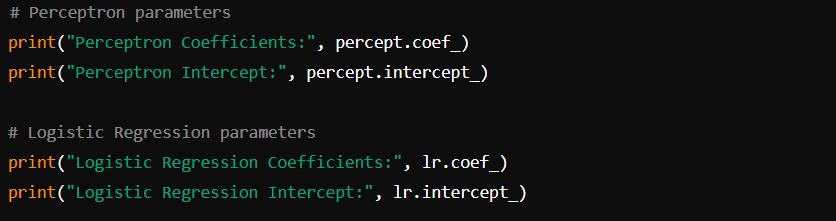 # Perceptron parameters
print("Perceptron Coefficients:", percept.coef_)
print("Perceptron Intercept:", percept.intercept_)
# Logistic Regression parameters
print("Logistic Regression Coefficients:", lr.coef_)
print("Logistic Regression Intercept:", lr.intercept_)